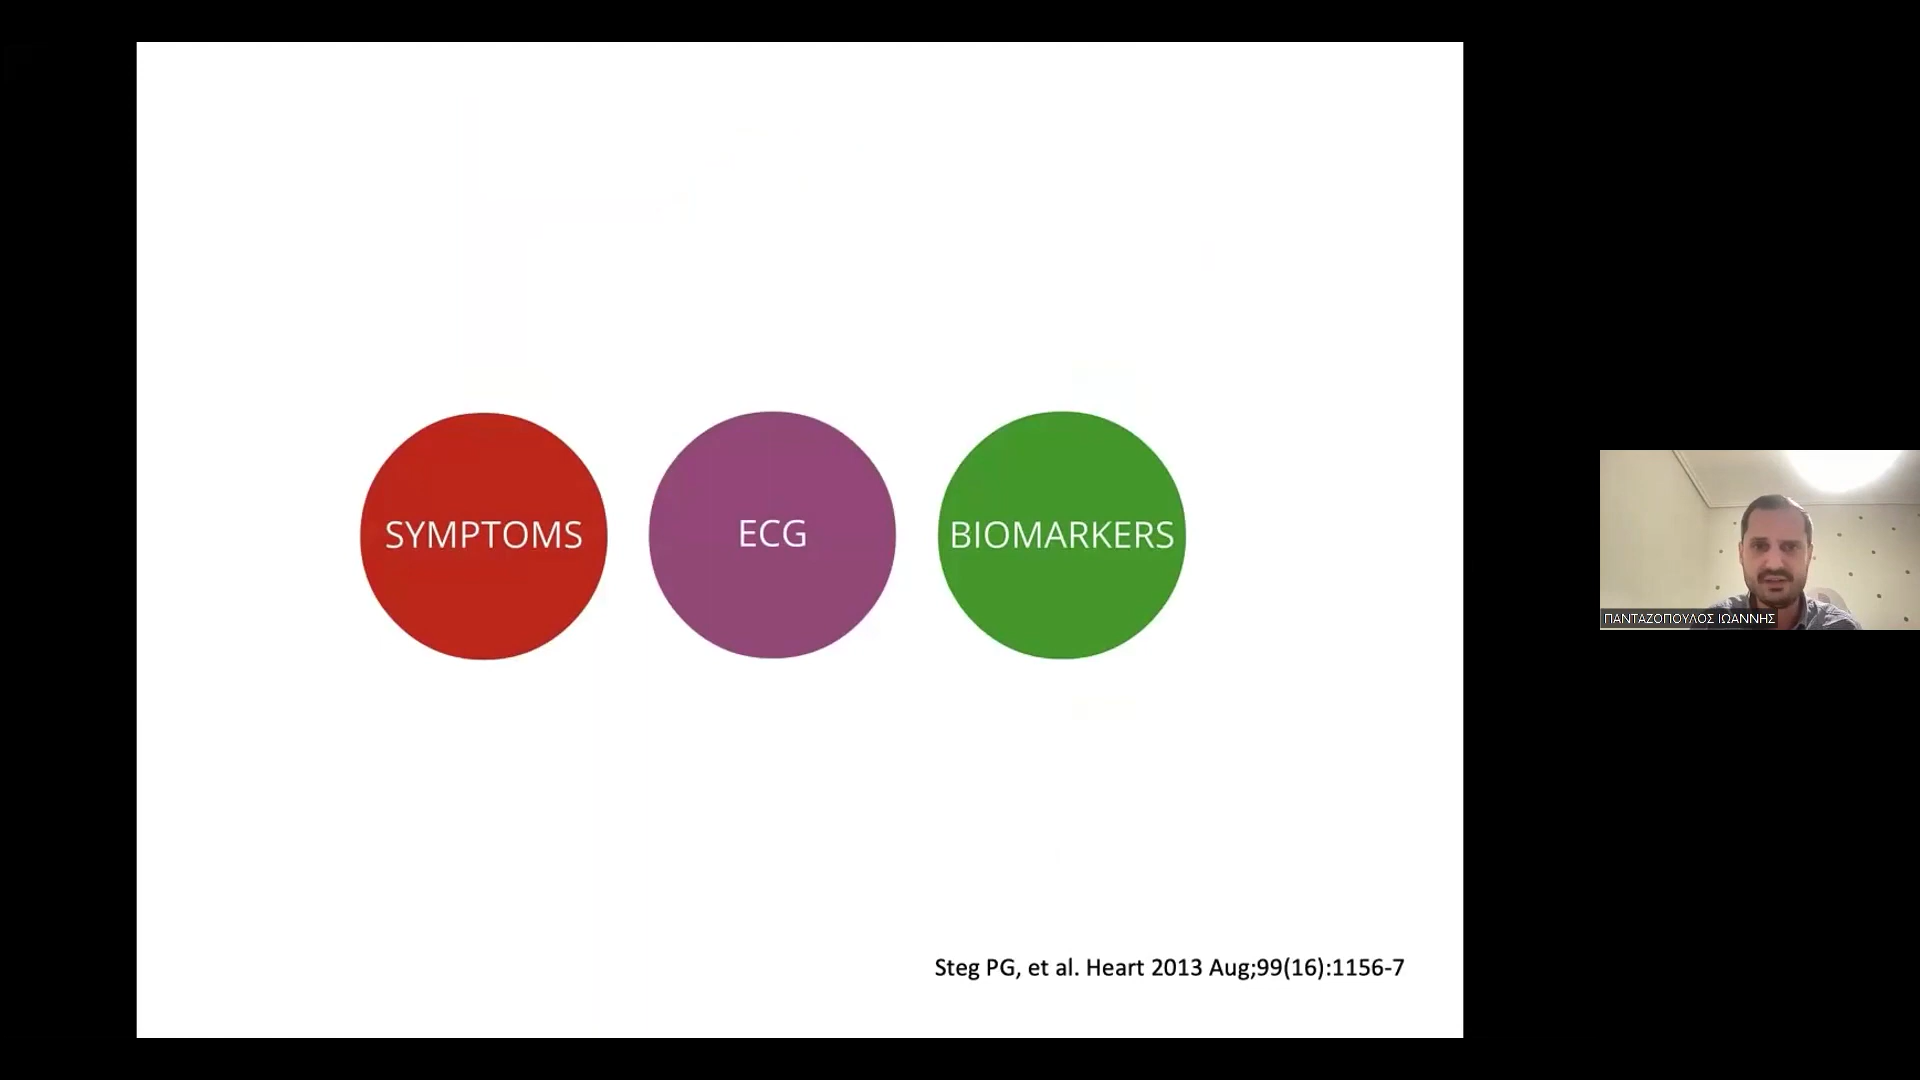 SYMPTOMS
ECG
BIOMARKERS
Steg PG, et al. Heart 2013 Aug;99(16):1156-7
ΠΑΝΤΑΖΟΠΟΥΛΟΣ ΙΩΑΝΝΗΣ